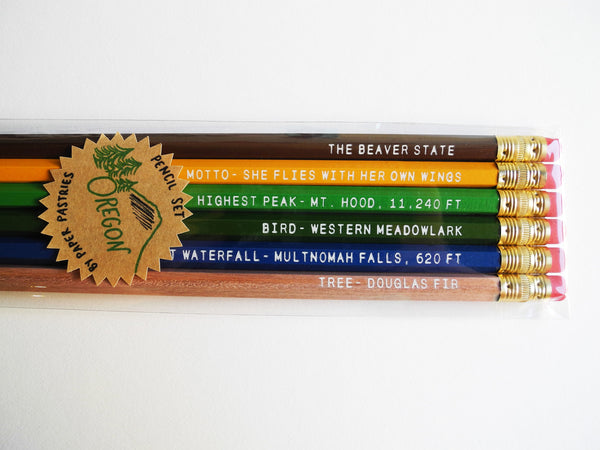 BY PAPER PASTRIES
OREGON
PENCIL SET
THE BEAVER STATE
MOTTO- SHE FLIES WITH HER OWN WINGS
HIGHEST PEAK- MT. HOOD, 11,240 FT
BIRD- WESTERN MEADOWLARK
WATERFALL- MULTNOMAH FALLS, 620 FT
TREE- DOUGLAS FIR